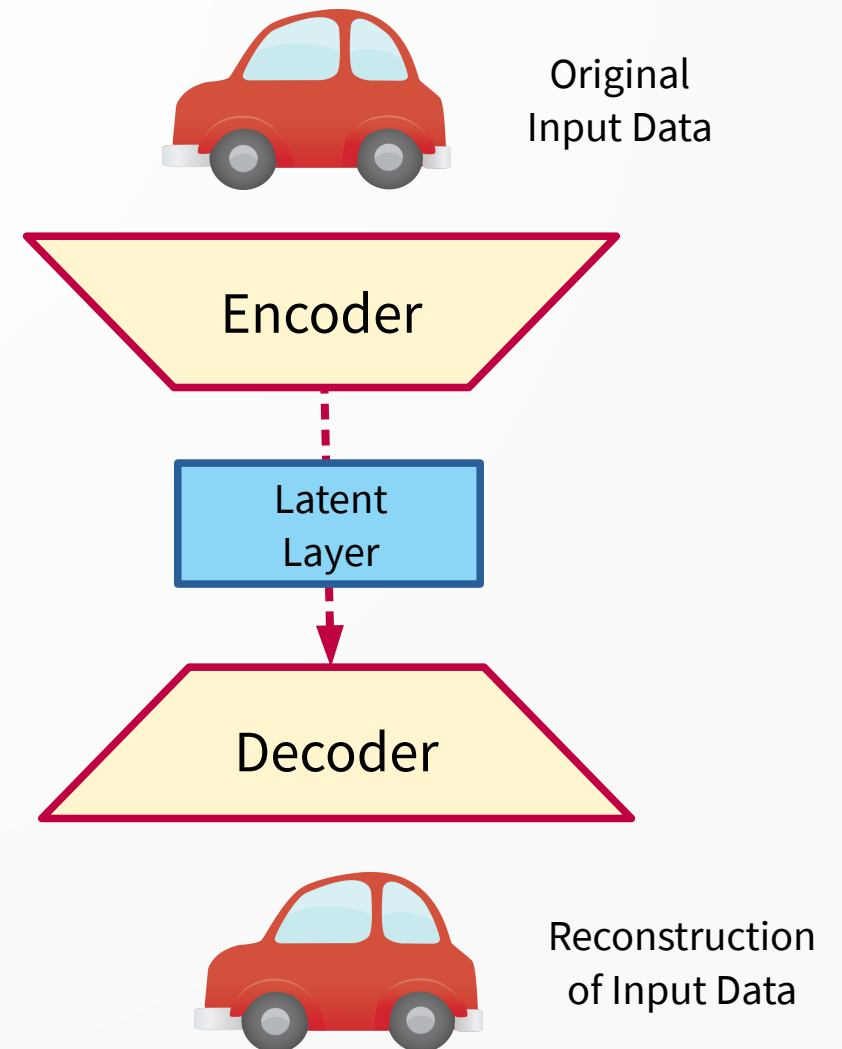 Original
Input Data
Encoder
Latent
Layer
Decoder
Reconstruction
of Input Data